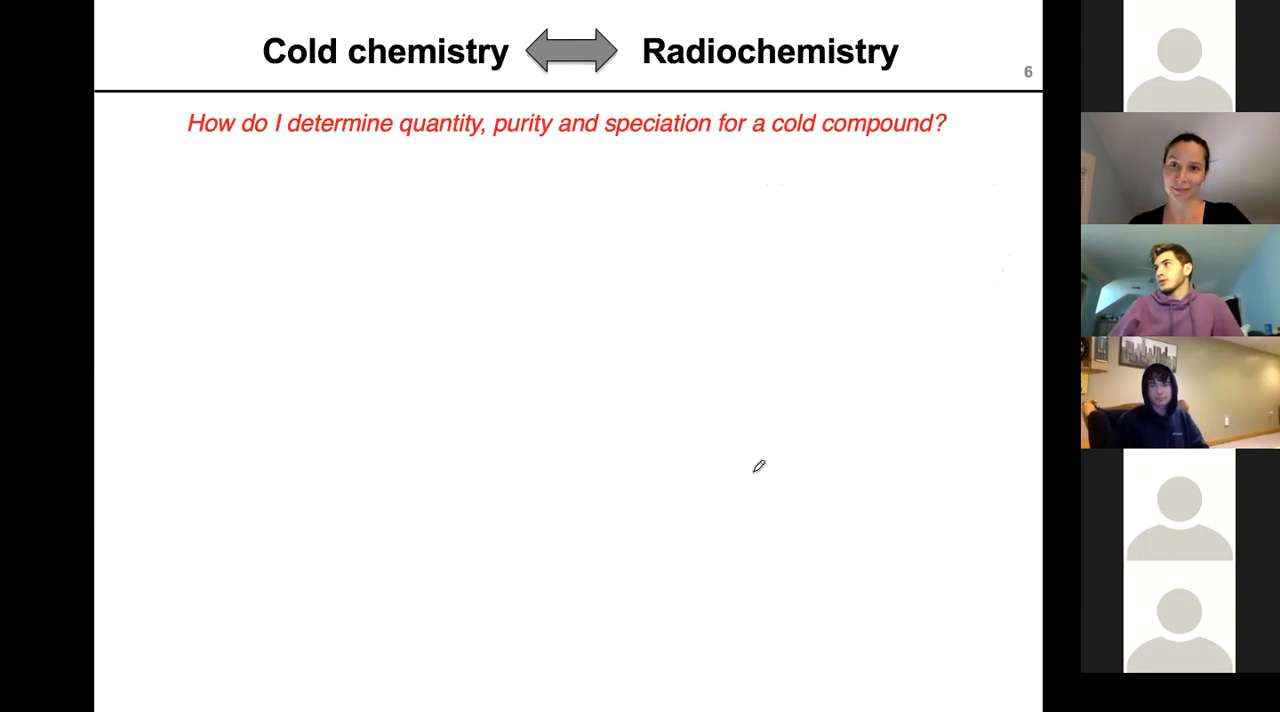 Cold chemistry Radiochemistry
6
How do I determine quantity, purity and speciation for a cold compound?